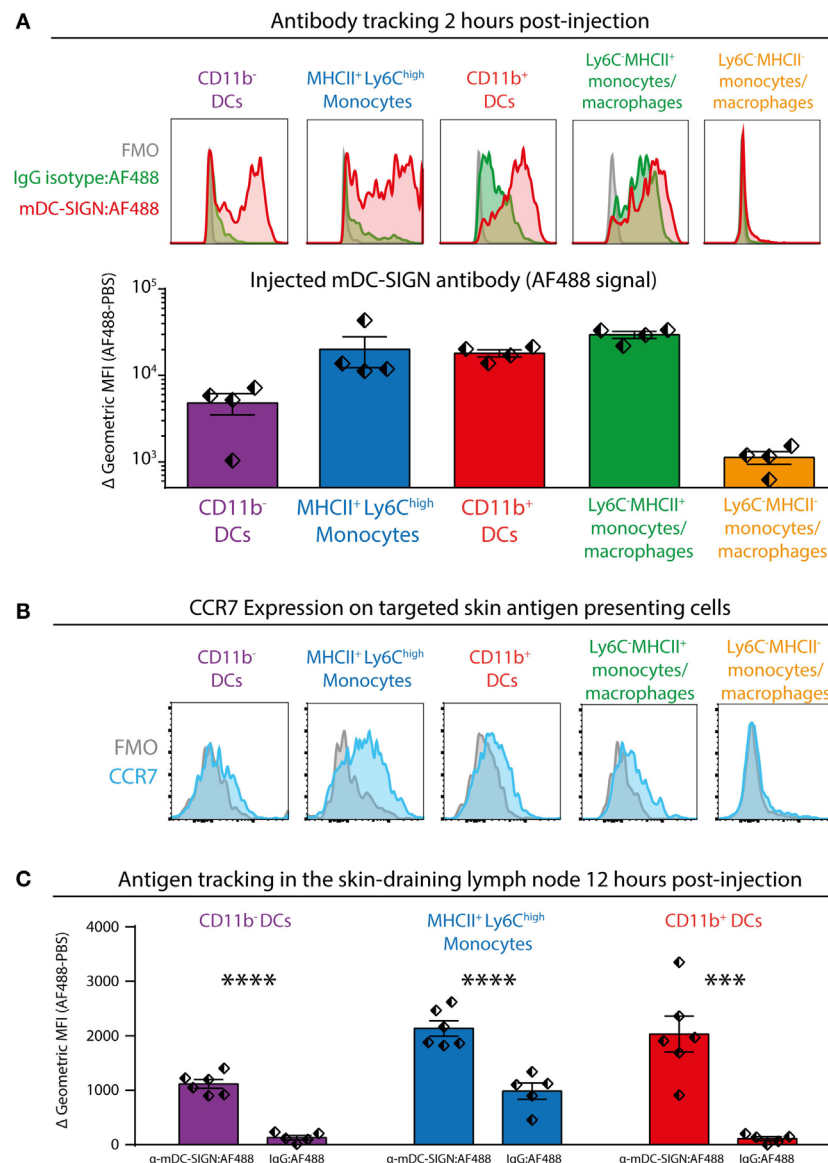 A
Antibody tracking 2 hours post-injection
CD11b⁻
DCs
MHCII⁺ Ly6Cʰⁱᵍʰ
Monocytes
CD11b⁺
DCs
Ly6C⁻MHCII⁺
monocytes/
macrophages
Ly6C⁻MHCII⁻
monocytes/
macrophages
FMO
IgG isotype:AF488
mDC-SIGN:AF488
Injected mDC-SIGN antibody (AF488 signal)
Δ Geometric MFI (AF488-PBS)
10⁵
10⁴
10³
CD11b⁻
DCs
MHCII⁺ Ly6Cʰⁱᵍʰ
Monocytes
CD11b⁺
DCs
Ly6C⁻MHCII⁺
monocytes/
macrophages
Ly6C⁻MHCII⁻
monocytes/
macrophages
B
CCR7 Expression on targeted skin antigen presenting cells
CD11b⁻
DCs
MHCII⁺ Ly6Cʰⁱᵍʰ
Monocytes
CD11b⁺
DCs
Ly6C⁻MHCII⁺
monocytes/
macrophages
Ly6C⁻MHCII⁻
monocytes/
macrophages
FMO
CCR7
C
Antigen tracking in the skin-draining lymph node 12 hours post-injection
Δ Geometric MFI (AF488-PBS)
4000
3000
2000
1000
0
CD11b⁻ DCs
MHCII⁺ Ly6Cʰⁱᵍʰ
Monocytes
CD11b⁺ DCs
****
****
***
α-mDC-SIGN:AF488
IgG:AF488
α-mDC-SIGN:AF488
IgG:AF488
α-mDC-SIGN:AF488
IgG:AF488